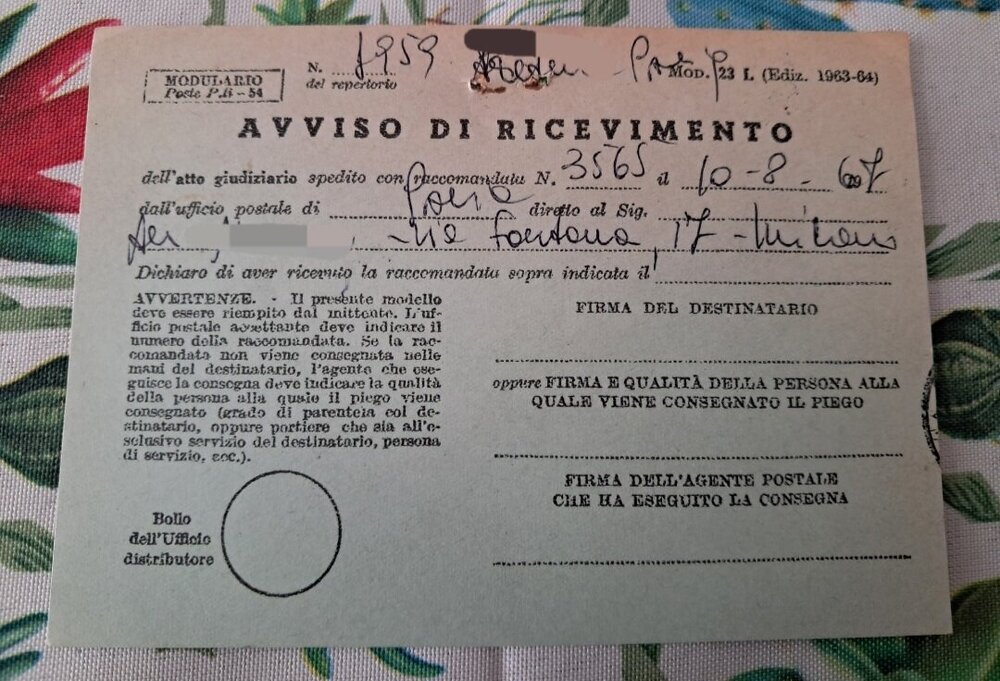 MODULARIO
Poste P.li - 54
N. 1959
del repertorio
Mod. 23 I. (Ediz. 1963-64)
AVVISO DI RICEVIMENTO
dell'atto giudiziario spedito con raccomandata N. 3565 il 10-8-67
dall'ufficio postale di Pavia diretto al Sig.
, - Via Fontana, 17 - Milano
Dichiaro di aver ricevuto la raccomandata sopra indicata il
AVVERTENZE. - Il presente modello
deve essere riempito dal mittente. L'uf-
ficio postale accettante deve indicare il
numero della raccomandata. Se la rac-
comandata non viene consegnata nelle
mani del destinatario, l'agente che ese-
guisce la consegna deve indicare la qualità
della persona alla quale il piego viene
consegnato (grado di parentela col de-
stinatario, oppure portiere che sia all'e-
sclusivo servizio del destinatario, persona
di servizio, ecc.).
Bollo
dell'Ufficio
distributore
FIRMA DEL DESTINATARIO
oppure FIRMA E QUALITÀ DELLA PERSONA ALLA
QUALE VIENE CONSEGNATO IL PIEGO
FIRMA DELL'AGENTE POSTALE
CHE HA ESEGUITO LA CONSEGNA